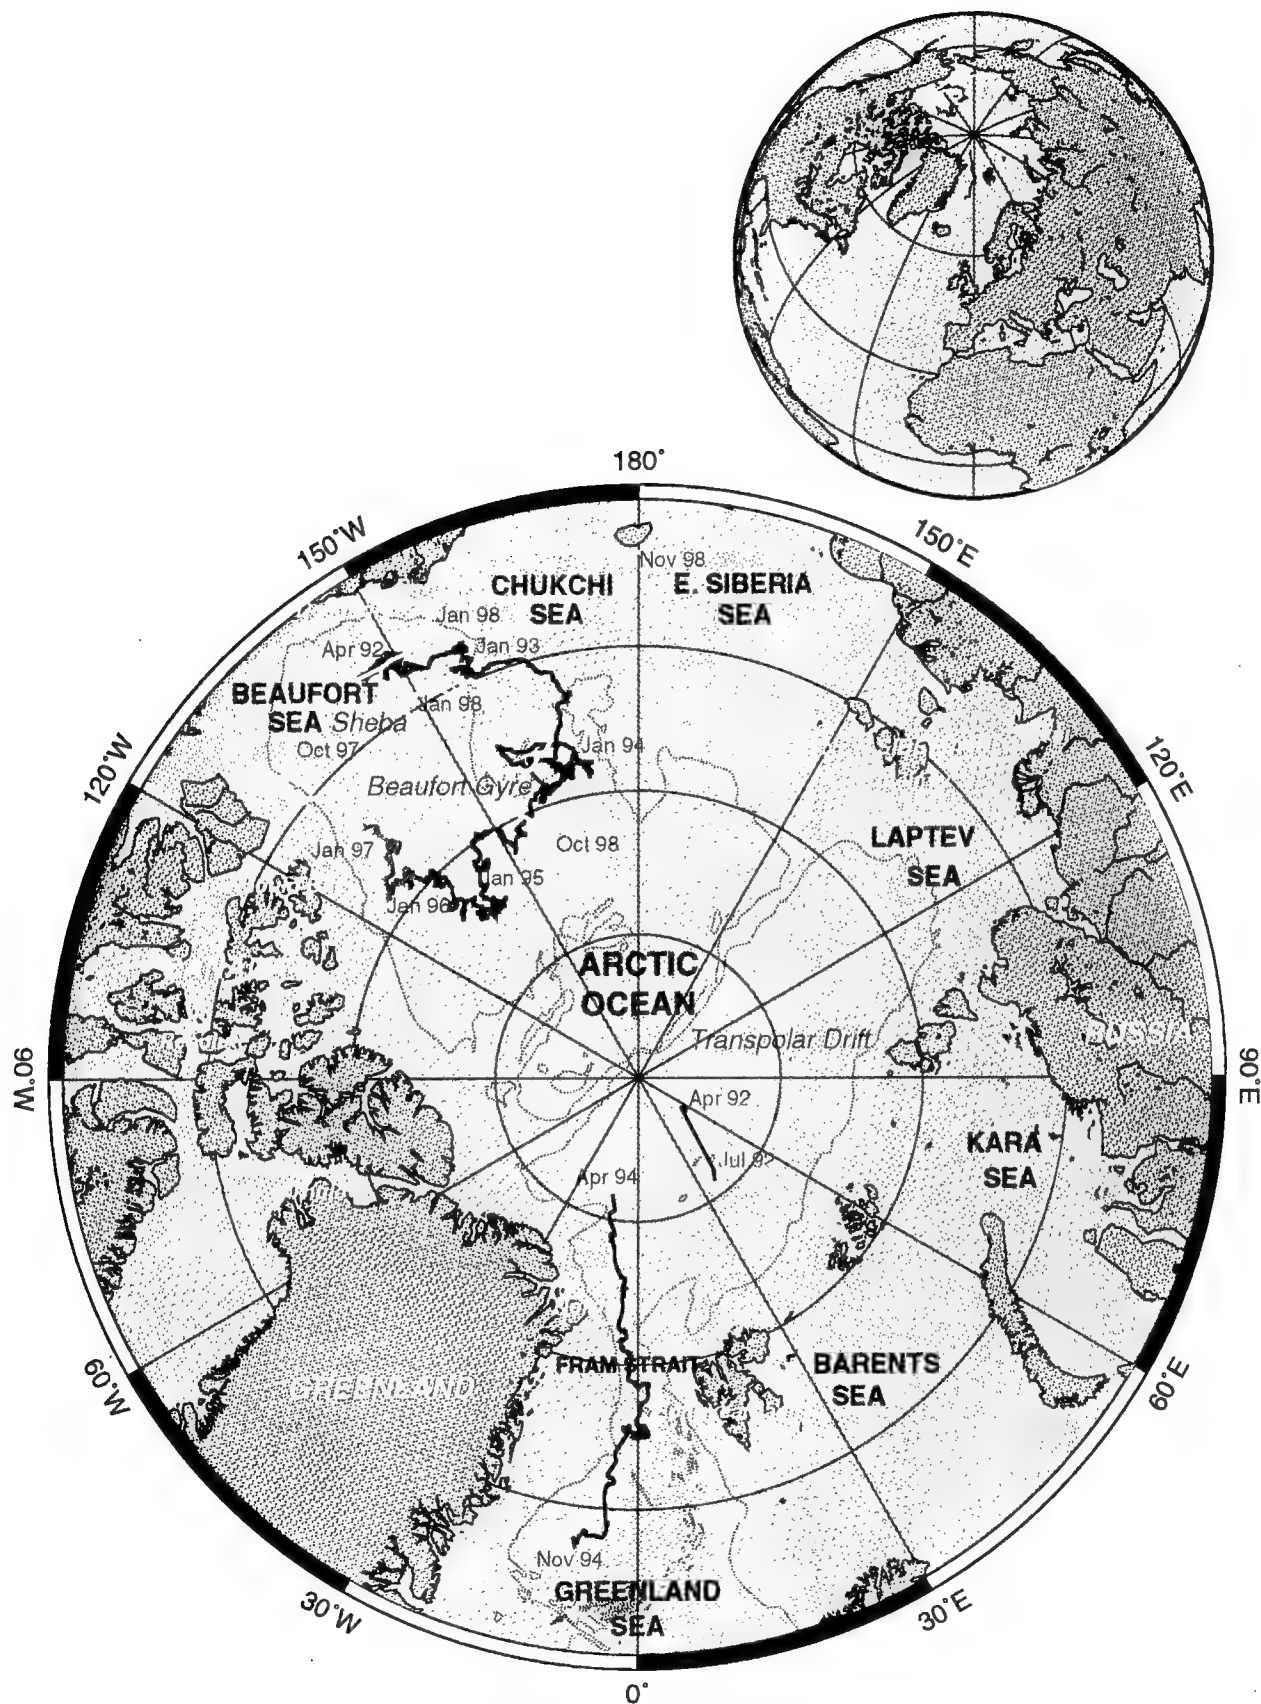 180°
150°W
150°E
Nov 98
CHUKCHI
SEA
E. SIBERIA
SEA
Jan 98
Apr 92
Jan 93
BEAUFORT
SEA Sheba
Jan 98
Oct 97
Jan 94
120°W
120°E
Beaufort Gyre
Jan 97
Oct 98
LAPTEV
SEA
Jan 95
Jan 96
ARCTIC
OCEAN
Transpolar Drift
RUSSIA
90°W
90°E
Apr 92
KARA
SEA
Jul 92
Apr 94
FRAM STRAIT
BARENTS
SEA
GREENLAND
60°W
60°E
Nov 94
GREENLAND
SEA
30°W
30°E
0°